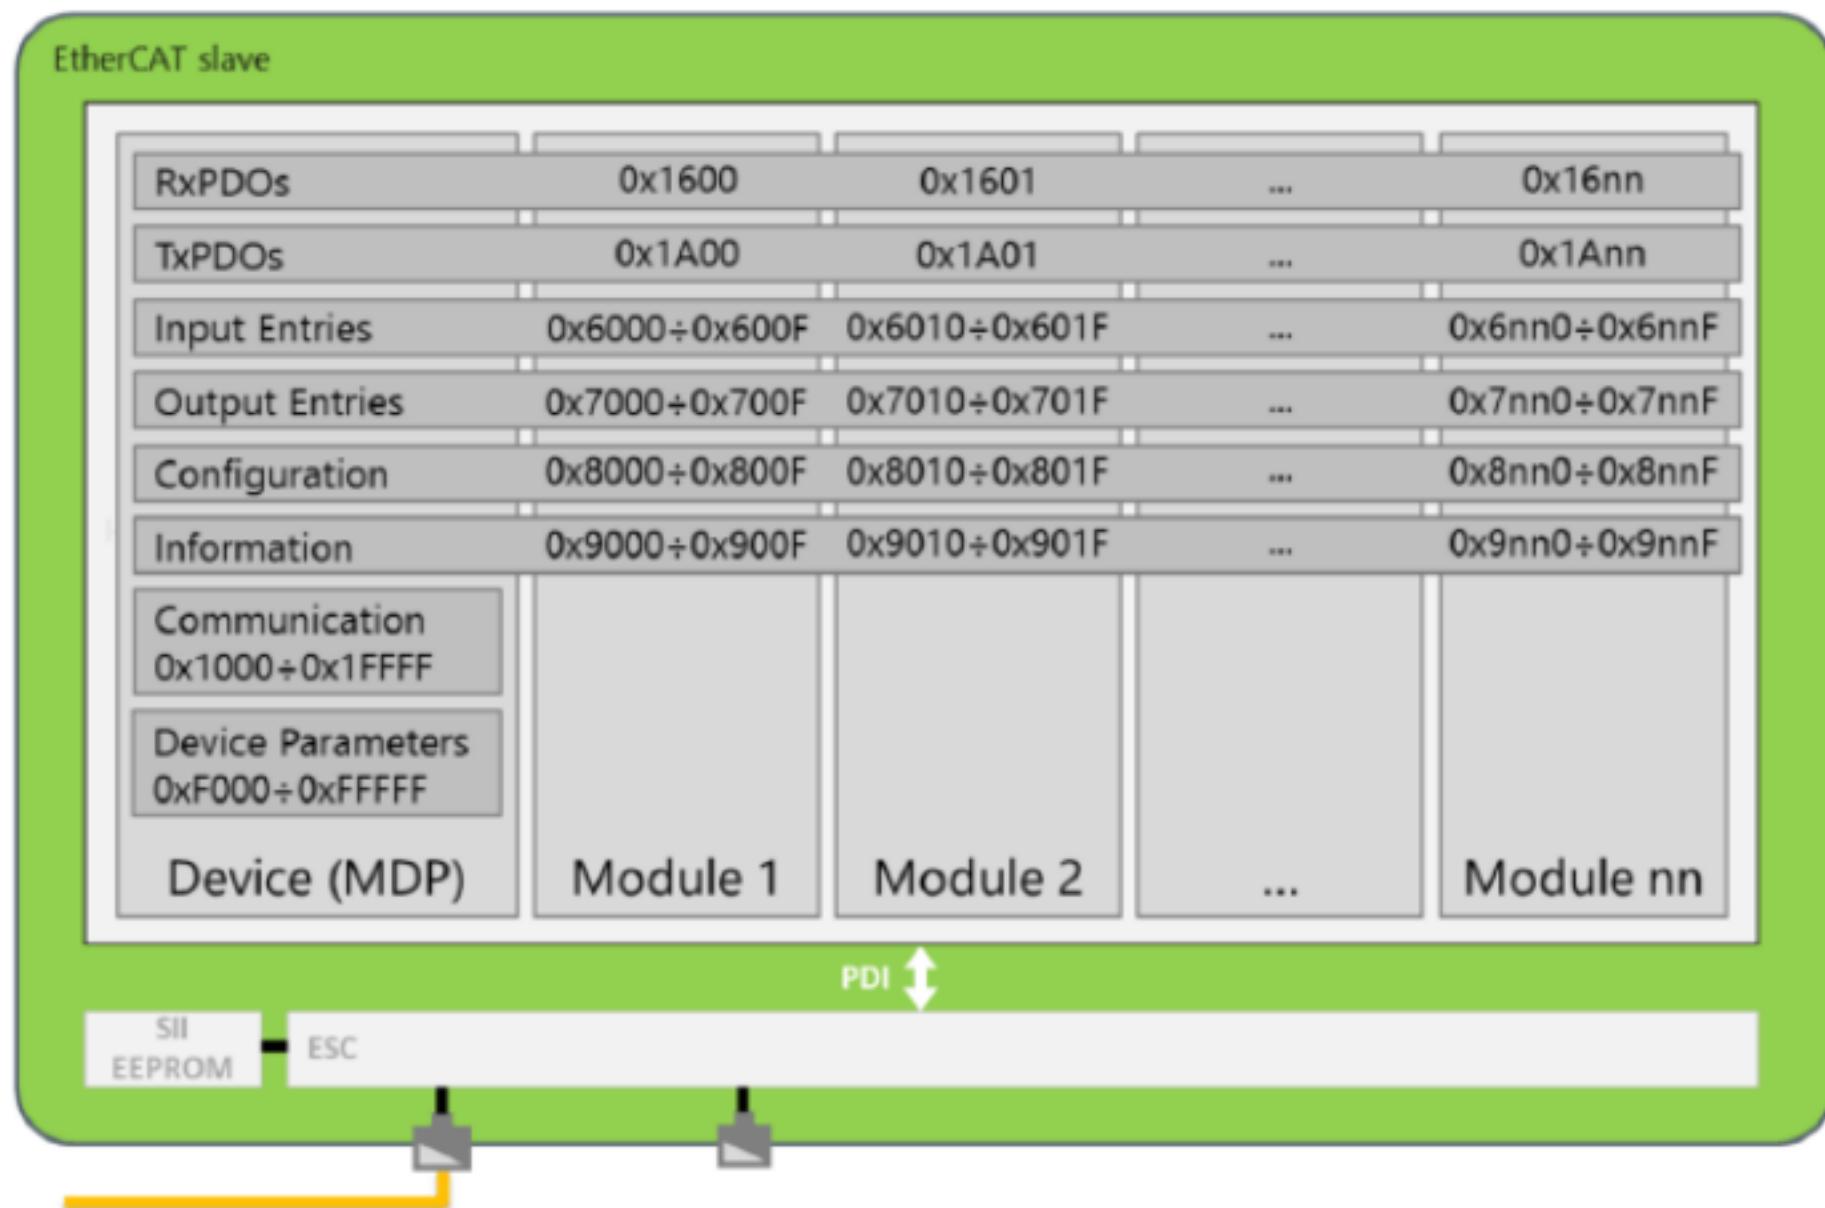 EtherCAT slave
RxPDOs 0x1600 0x1601 ... 0x16nn
TxPDOs 0x1A00 0x1A01 ... 0x1Ann
Input Entries 0x6000÷0x600F 0x6010÷0x601F ... 0x6nn0÷0x6nnF
Output Entries 0x7000÷0x700F 0x7010÷0x701F ... 0x7nn0÷0x7nnF
Configuration 0x8000÷0x800F 0x8010÷0x801F ... 0x8nn0÷0x8nnF
Information 0x9000÷0x900F 0x9010÷0x901F ... 0x9nn0÷0x9nnF
Communication
0x1000÷0x1FFFF
Device Parameters
0xF000÷0xFFFFF
Device (MDP) Module 1 Module 2 ... Module nn
PDI
SII
EEPROM
ESC